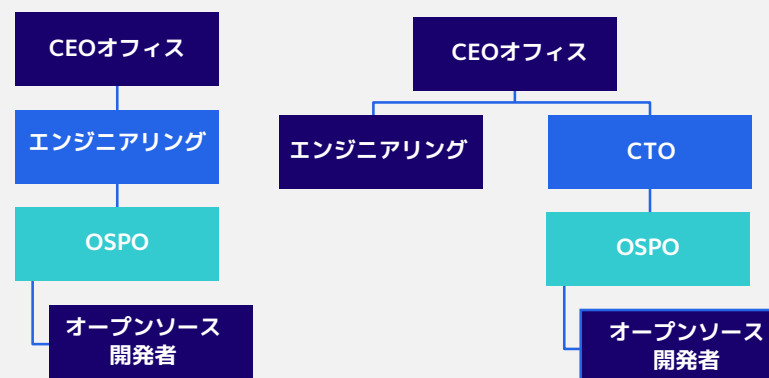 CEOオフィス
エンジニアリング
OSPO
オープンソース
開発者
CEOオフィス
エンジニアリング
CTO
OSPO
オープンソース
開発者